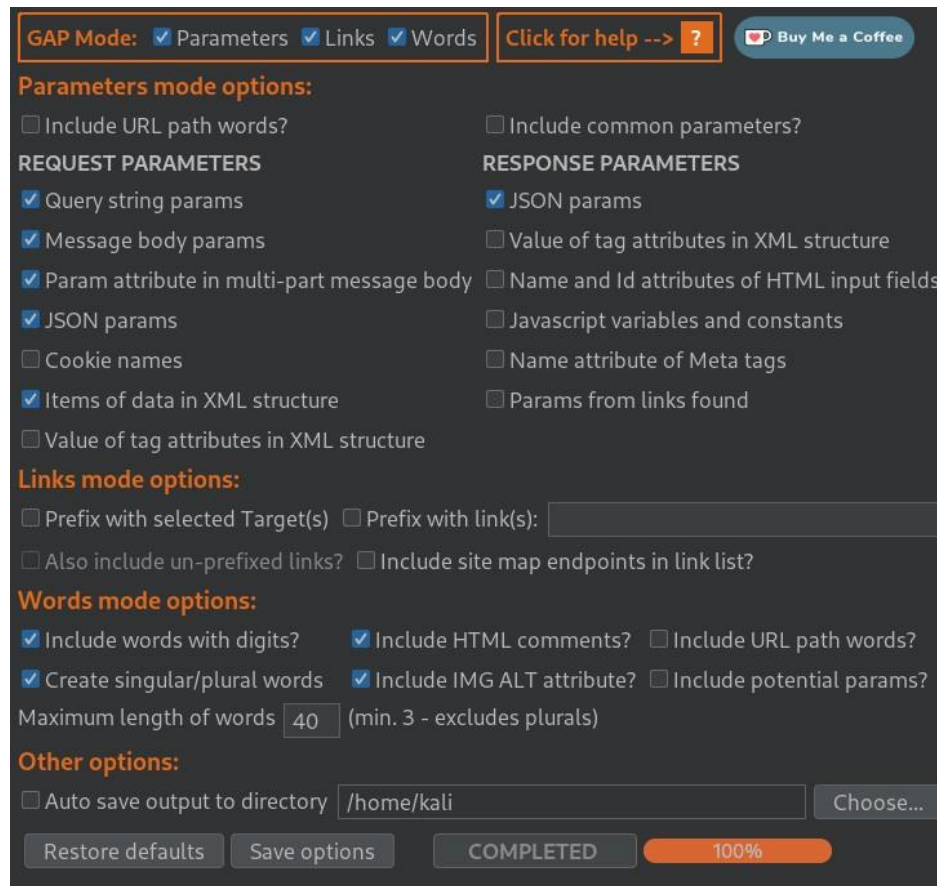 GAP Mode: Parameters Links Words Click for help --> ? Buy Me a Coffee
Parameters mode options:
Include URL path words? Include common parameters?
REQUEST PARAMETERS RESPONSE PARAMETERS
Query string params JSON params
Message body params Value of tag attributes in XML structure
Param attribute in multi-part message body Name and Id attributes of HTML input fields
JSON params Javascript variables and constants
Cookie names Name attribute of Meta tags
Items of data in XML structure Params from links found
Value of tag attributes in XML structure
Links mode options:
Prefix with selected Target(s) Prefix with link(s):
Also include un-prefixed links? Include site map endpoints in link list?
Words mode options:
Include words with digits? Include HTML comments? Include URL path words?
Create singular/plural words Include IMG ALT attribute? Include potential params?
Maximum length of words 40 (min. 3 - excludes plurals)
Other options:
Auto save output to directory /home/kali Choose...
Restore defaults Save options COMPLETED 100%